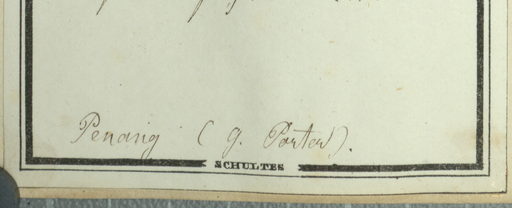 Penang (G. Porter).
SCHULTES